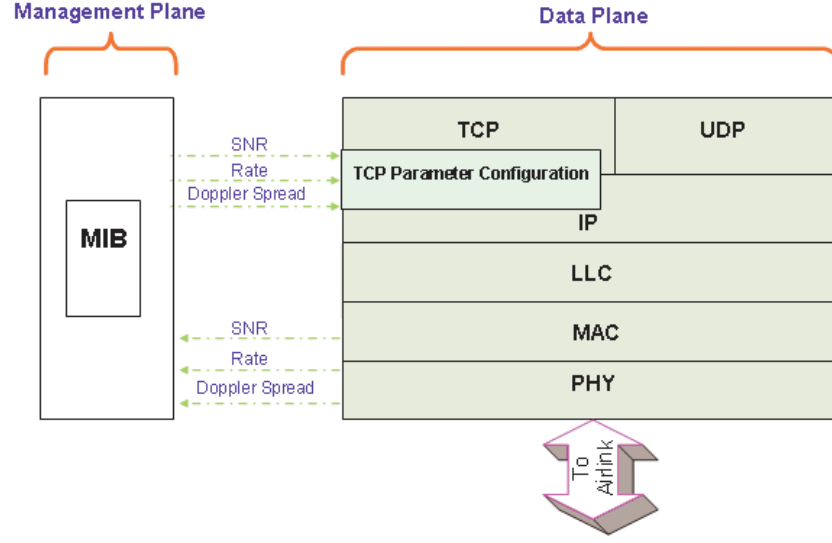 Management Plane
Data Plane
TCP
UDP
SNR
Rate
Doppler Spread
TCP Parameter Configuration
IP
MIB
LLC
SNR
MAC
Rate
Doppler Spread
PHY
To
Airlink